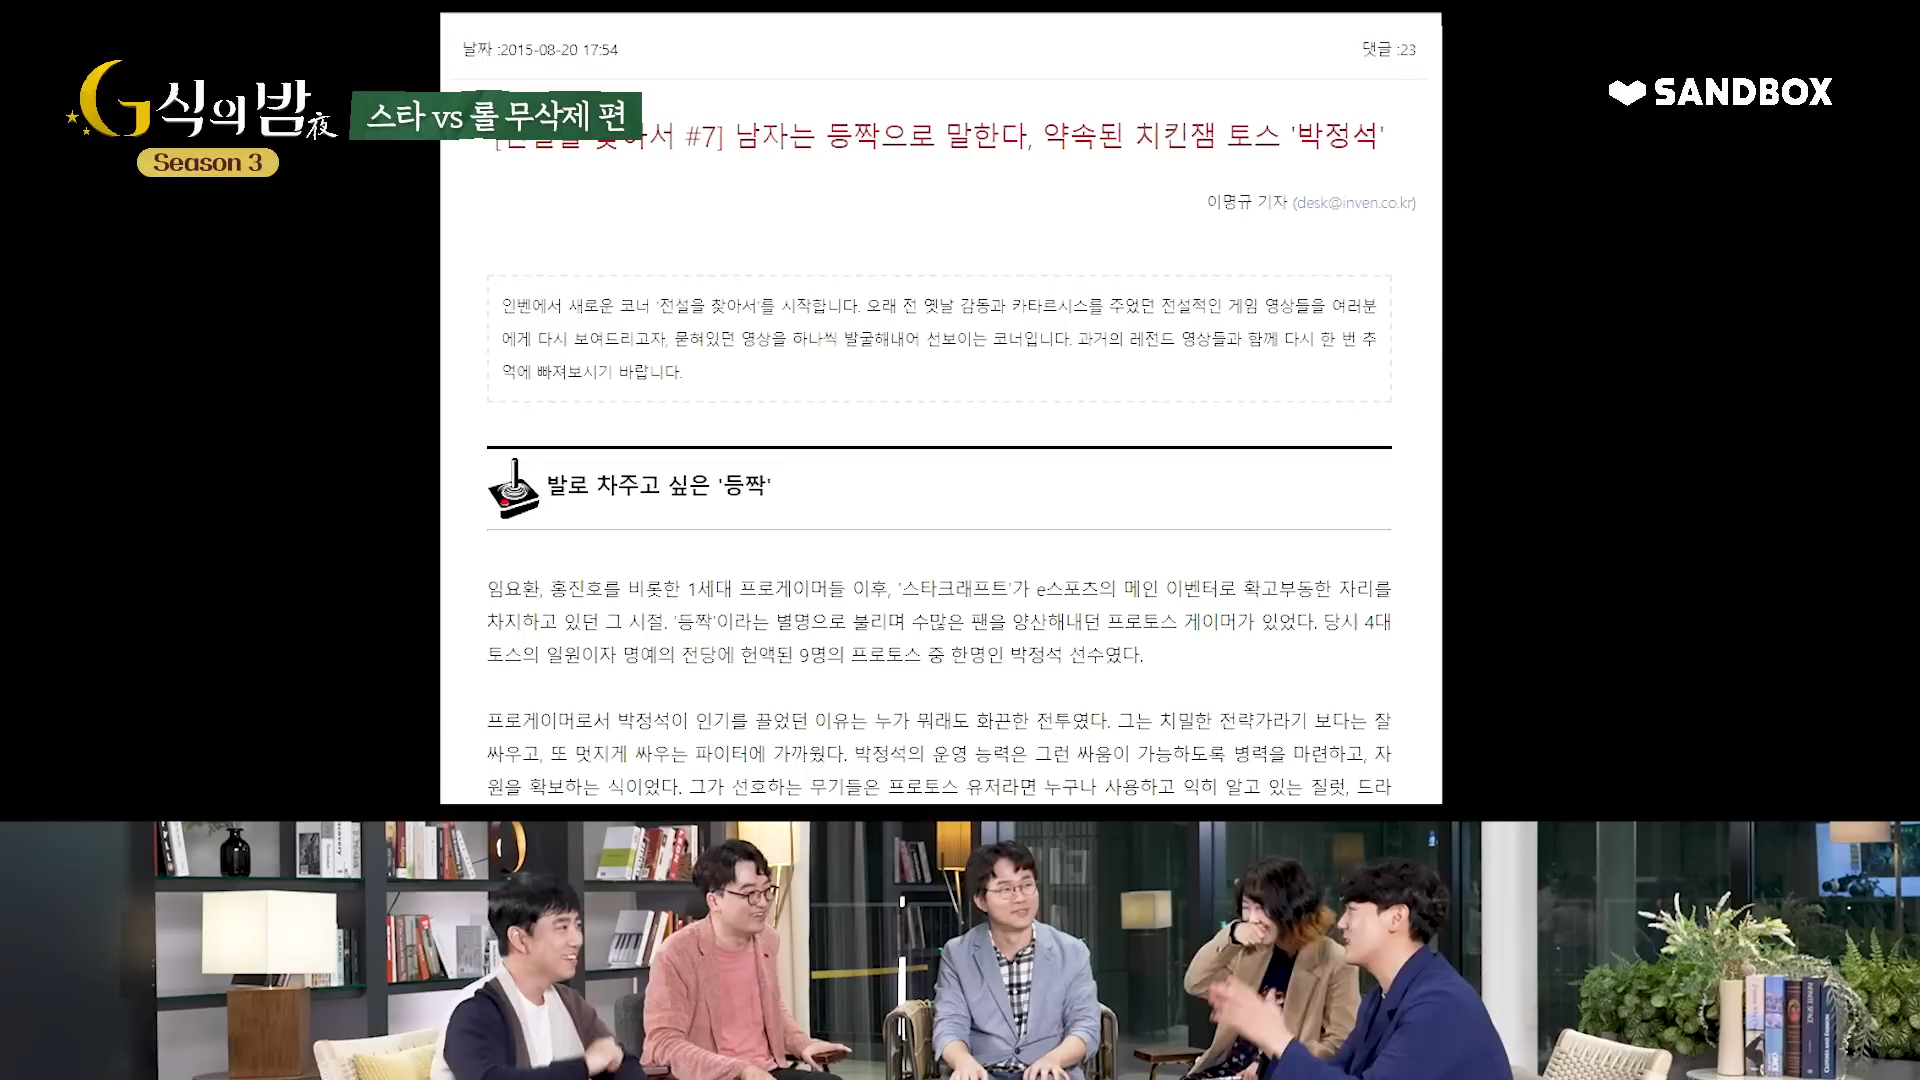 날짜 :2015-08-20 17:54
댓글 :23
G식의밤夜
Season 3
스타 vs 롤 무삭제 편
SANDBOX
서 #7] 남자는 등짝으로 말한다, 약속된 치킨잼 토스 '박정석'
이명규 기자 (desk@inven.co.kr)
인벤에서 새로운 코너 '전설을 찾아서'를 시작합니다. 오래 전 옛날 감동과 카타르시스를 주었던 전설적인 게임 영상들을 여러분
에게 다시 보여드리고자, 묻혀있던 영상을 하나씩 발굴해내어 선보이는 코너입니다. 과거의 레전드 영상들과 함께 다시 한 번 추
억에 빠져보시기 바랍니다.
발로 차주고 싶은 '등짝'
임요환, 홍진호를 비롯한 1세대 프로게이머들 이후, '스타크래프트'가 e스포츠의 메인 이벤터로 확고부동한 자리를
차지하고 있던 그 시절. '등짝'이라는 별명으로 불리며 수많은 팬을 양산해내던 프로토스 게이머가 있었다. 당시 4대
토스의 일원이자 명예의 전당에 헌액된 9명의 프로토스 중 한명인 박정석 선수였다.
프로게이머로서 박정석이 인기를 끌었던 이유는 누가 뭐래도 화끈한 전투였다. 그는 치밀한 전략가라기 보다는 잘
싸우고, 또 멋지게 싸우는 파이터에 가까웠다. 박정석의 운영 능력은 그런 싸움이 가능하도록 병력을 마련하고, 자
원을 확보하는 식이었다. 그가 선호하는 무기들은 프로토스 유저라면 누구나 사용하고 익히 알고 있는 질럿, 드라